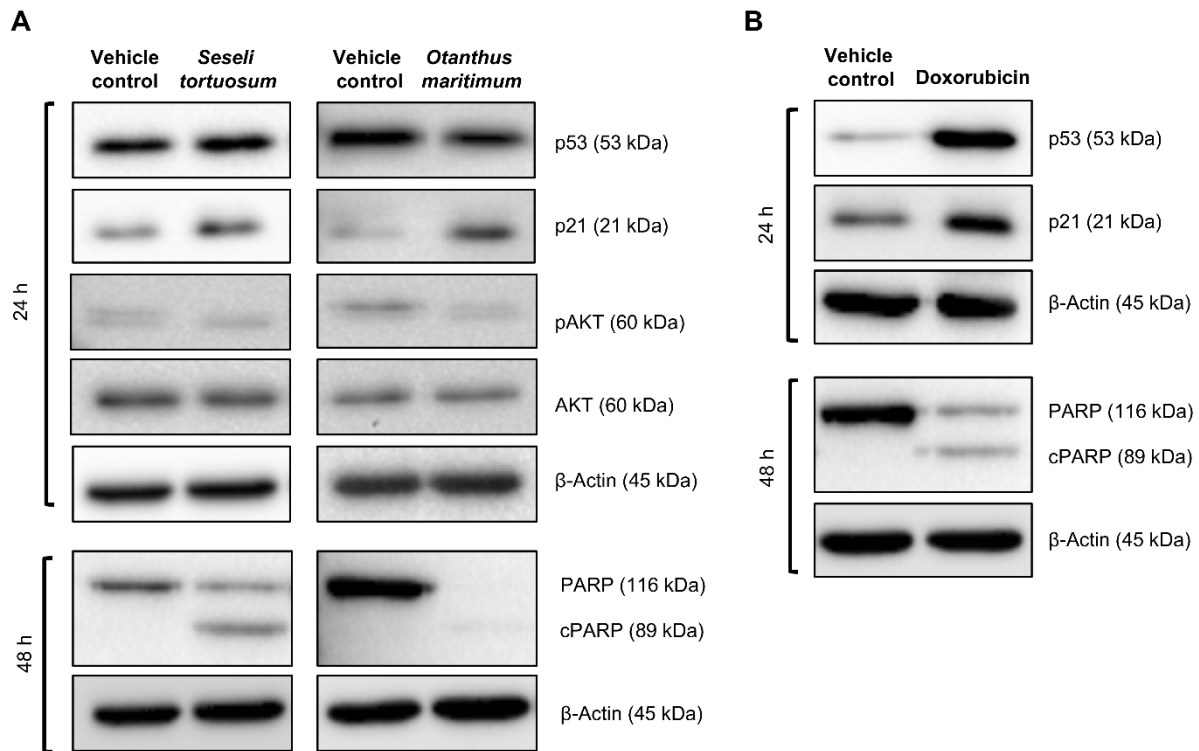 A
Vehicle control
Seseli tortuosum
Vehicle control
Otanthus maritimum
24 h
p53 (53 kDa)
p21 (21 kDa)
pAKT (60 kDa)
AKT (60 kDa)
β-Actin (45 kDa)
48 h
PARP (116 kDa)
cPARP (89 kDa)
β-Actin (45 kDa)
B
Vehicle control
Doxorubicin
24 h
p53 (53 kDa)
p21 (21 kDa)
β-Actin (45 kDa)
48 h
PARP (116 kDa)
cPARP (89 kDa)
β-Actin (45 kDa)